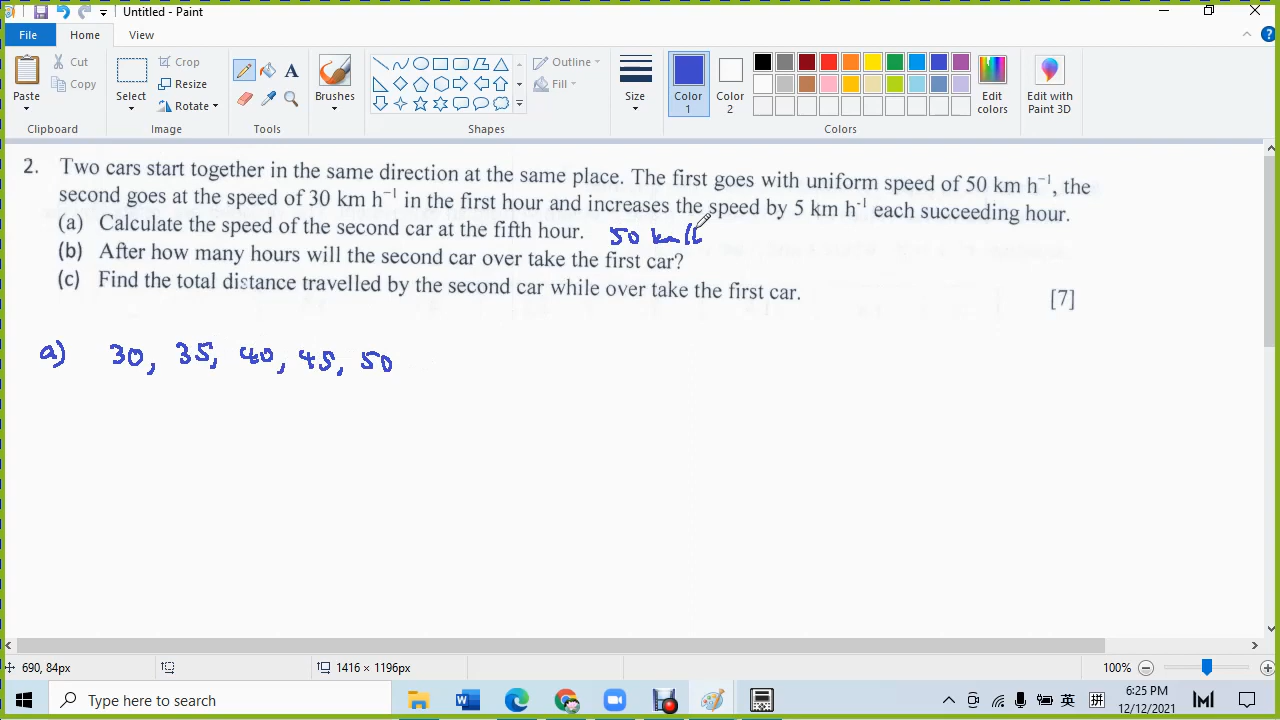 Untitled - Paint
File Home View
Paste
Cut
Copy
Clipboard
Select
Crop
Resize
Rotate
Image
A
Tools
Brushes
Outline
Fill
Shapes
Size
Color 1
Color 2
Edit colors
Colors
Edit with Paint 3D
2. Two cars start together in the same direction at the same place. The first goes with uniform speed of 50 km h⁻¹, the
second goes at the speed of 30 km h⁻¹ in the first hour and increases the speed by 5 km h⁻¹ each succeeding hour.
(a) Calculate the speed of the second car at the fifth hour. 50 km/h
(b) After how many hours will the second car over take the first car?
(c) Find the total distance travelled by the second car while over take the first car. [7]
a) 30, 35, 40, 45, 50
690, 84px 1416 × 1196px 100%
Type here to search
英 拼 6:25 PM
12/12/2021